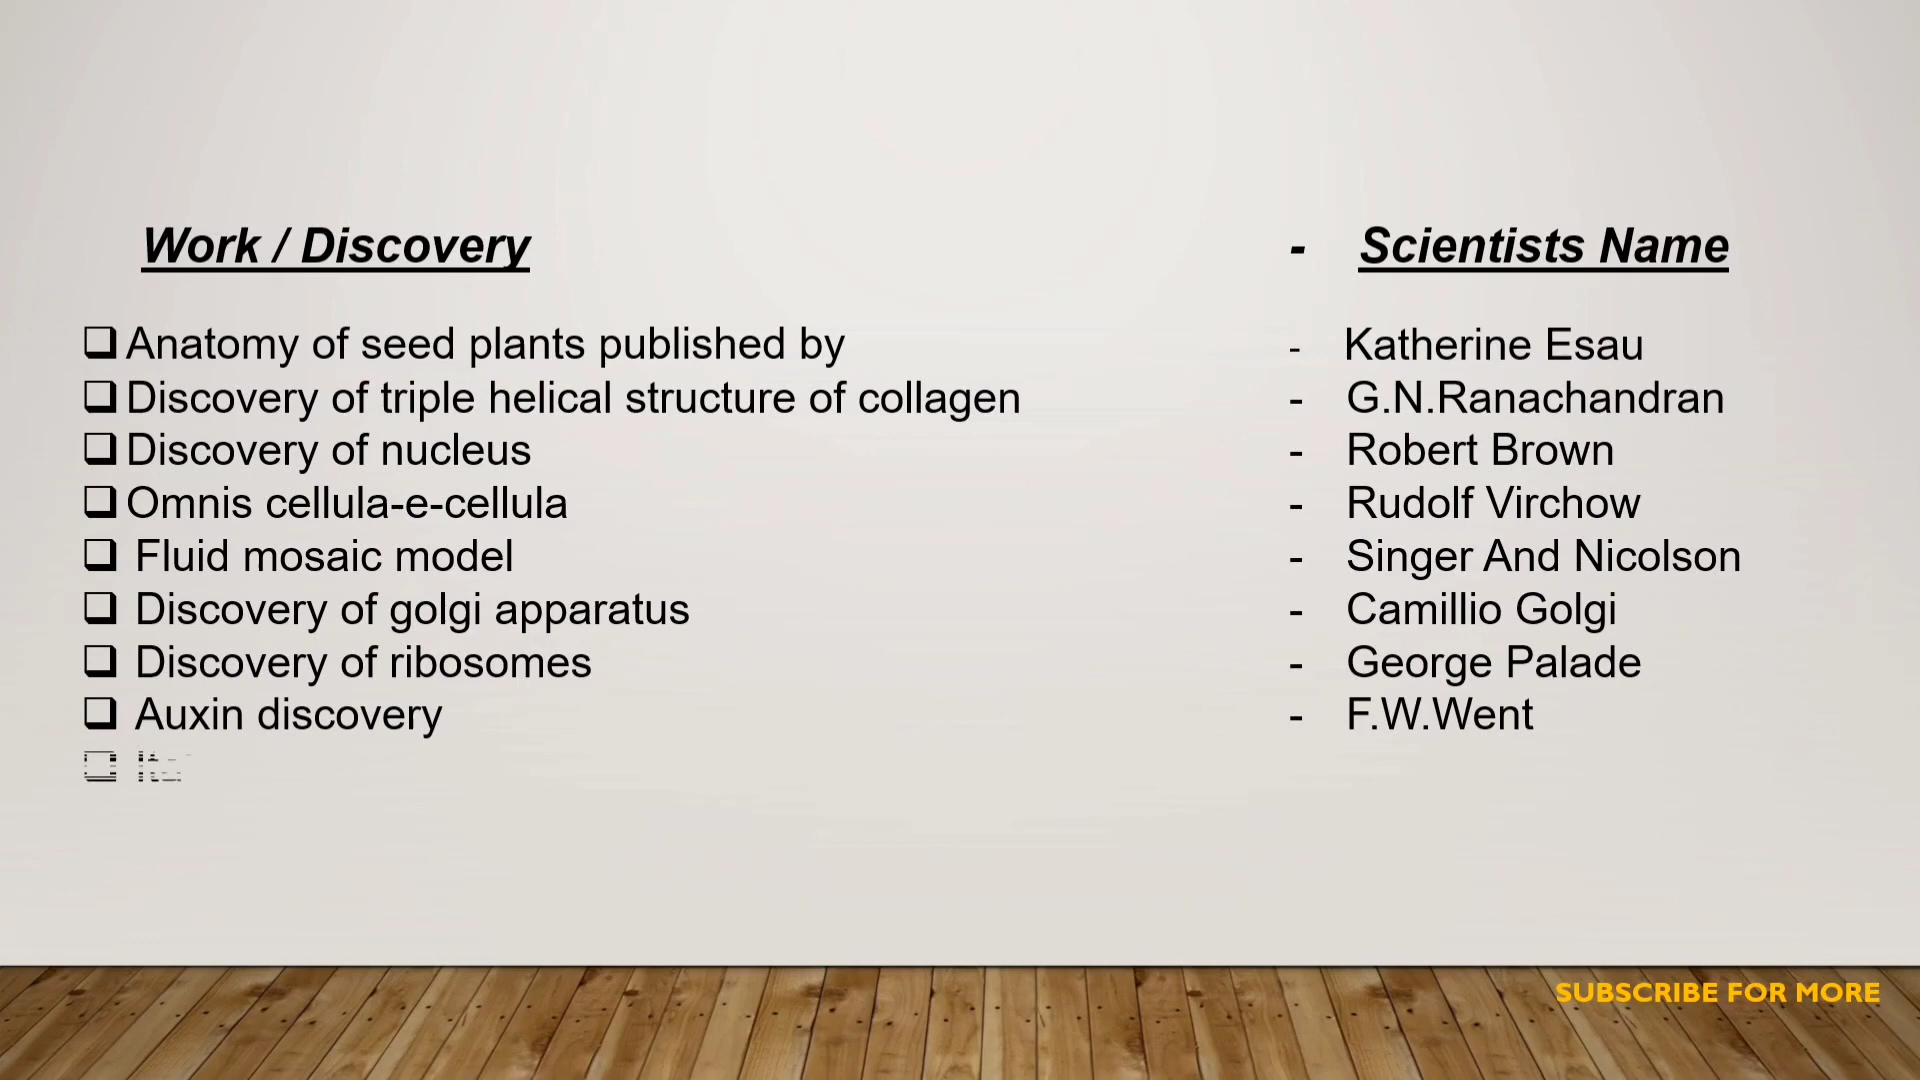 Work / Discovery - Scientists Name
❑ Anatomy of seed plants published by - Katherine Esau
❑ Discovery of triple helical structure of collagen - G.N.Ranachandran
❑ Discovery of nucleus - Robert Brown
❑ Omnis cellula-e-cellula - Rudolf Virchow
❑ Fluid mosaic model - Singer And Nicolson
❑ Discovery of golgi apparatus - Camillio Golgi
❑ Discovery of ribosomes - George Palade
❑ Auxin discovery - F.W.Went
SUBSCRIBE FOR MORE